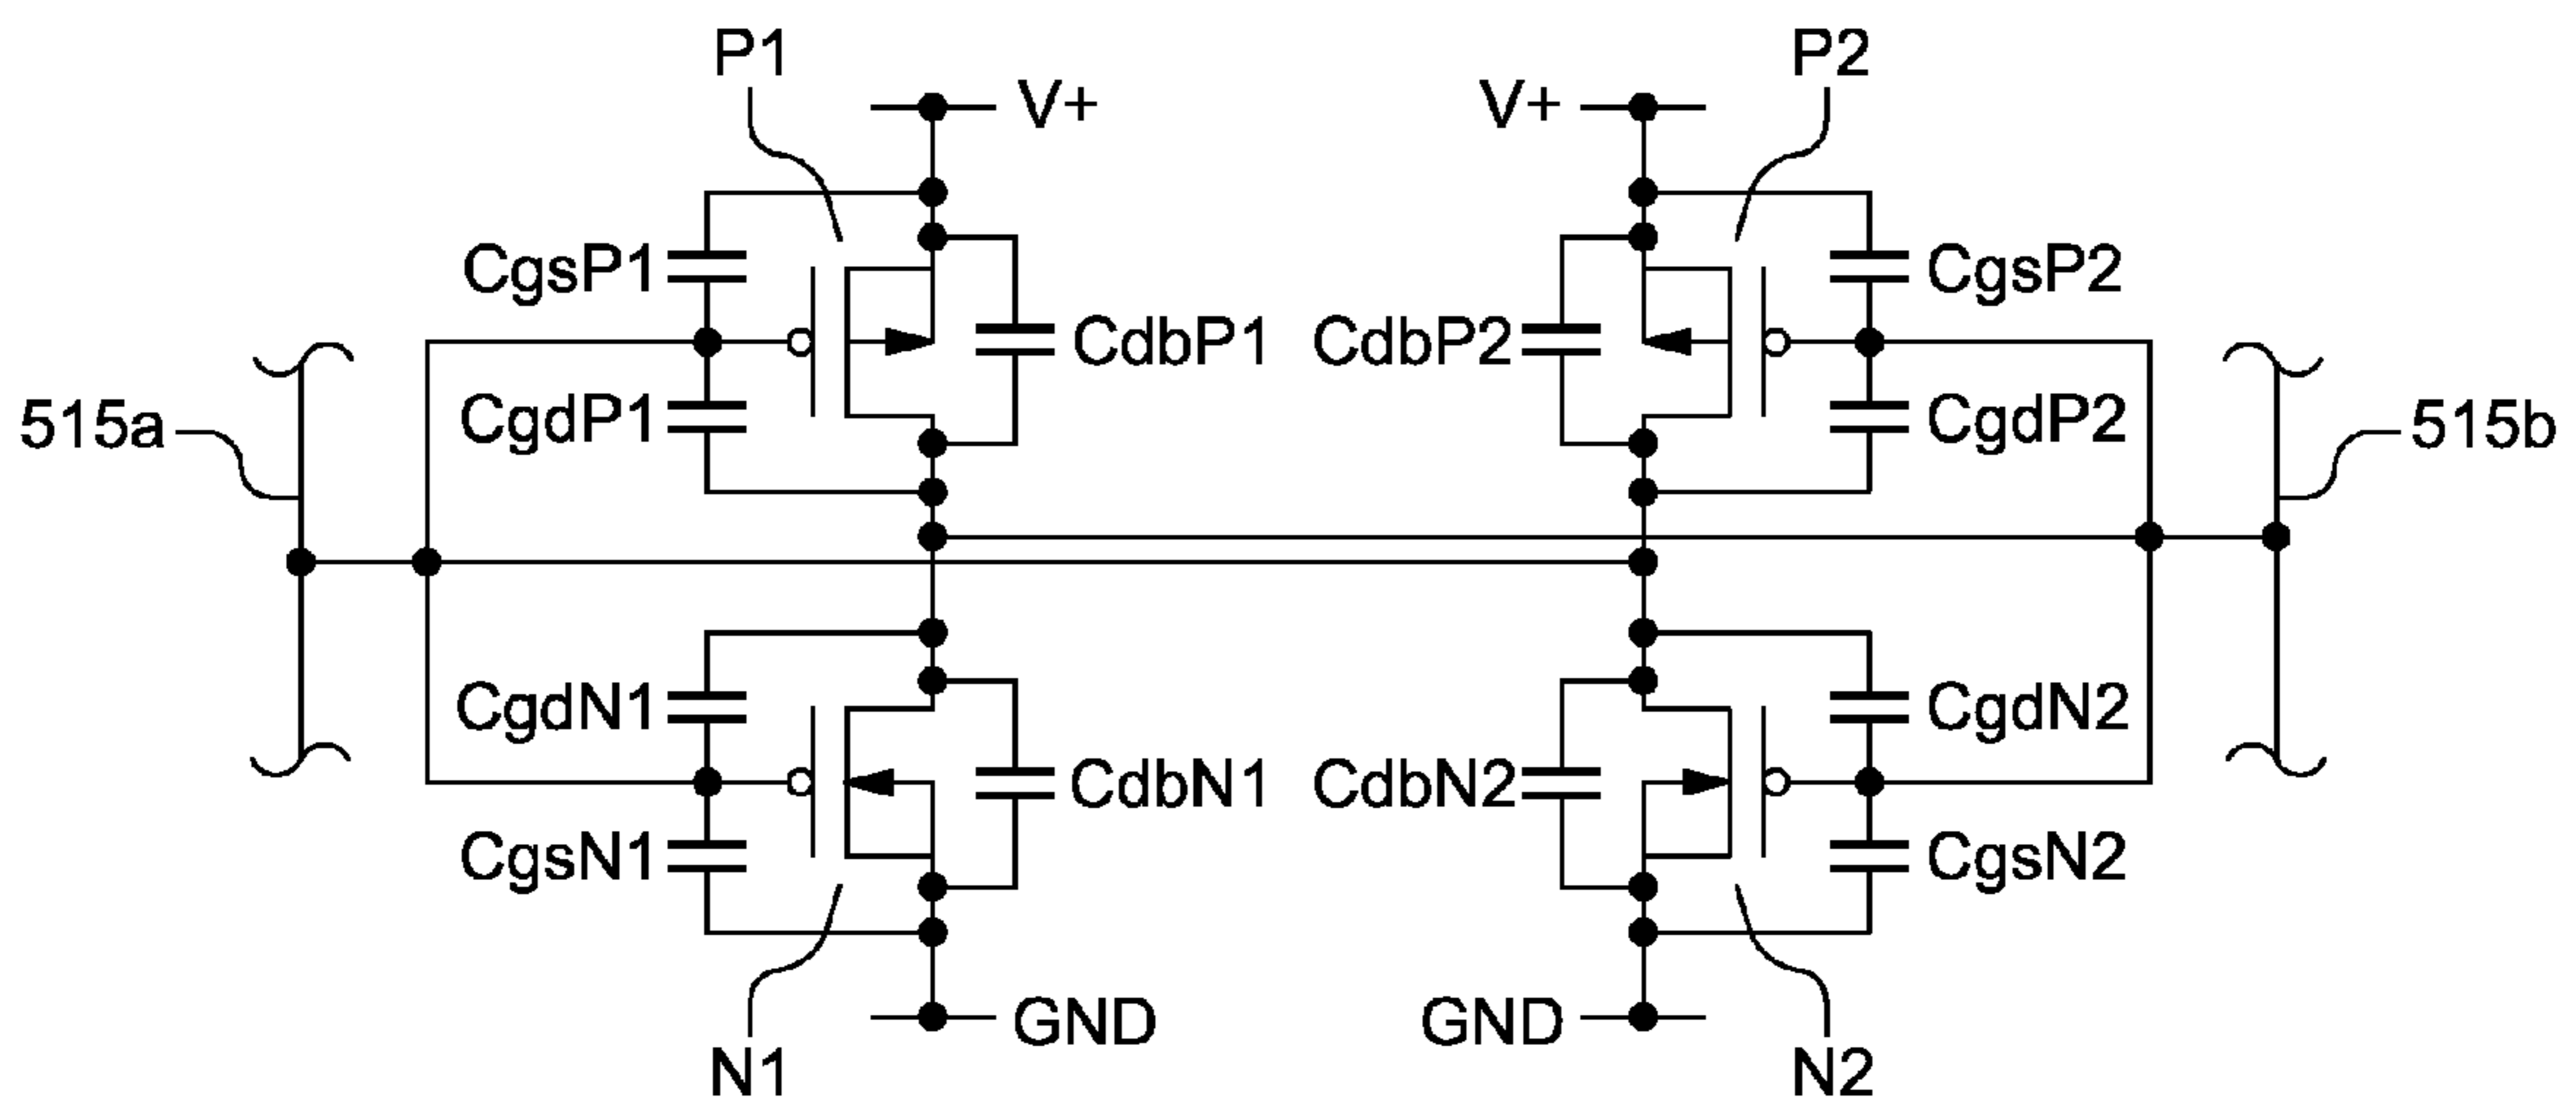 P1
P2
V+
V+
CgsP1
CgsP2
CdbP1
CdbP2
CgdP1
CgdP2
515a
515b
CgdN1
CgdN2
CdbN1
CdbN2
CgsN1
CgsN2
GND
GND
N1
N2